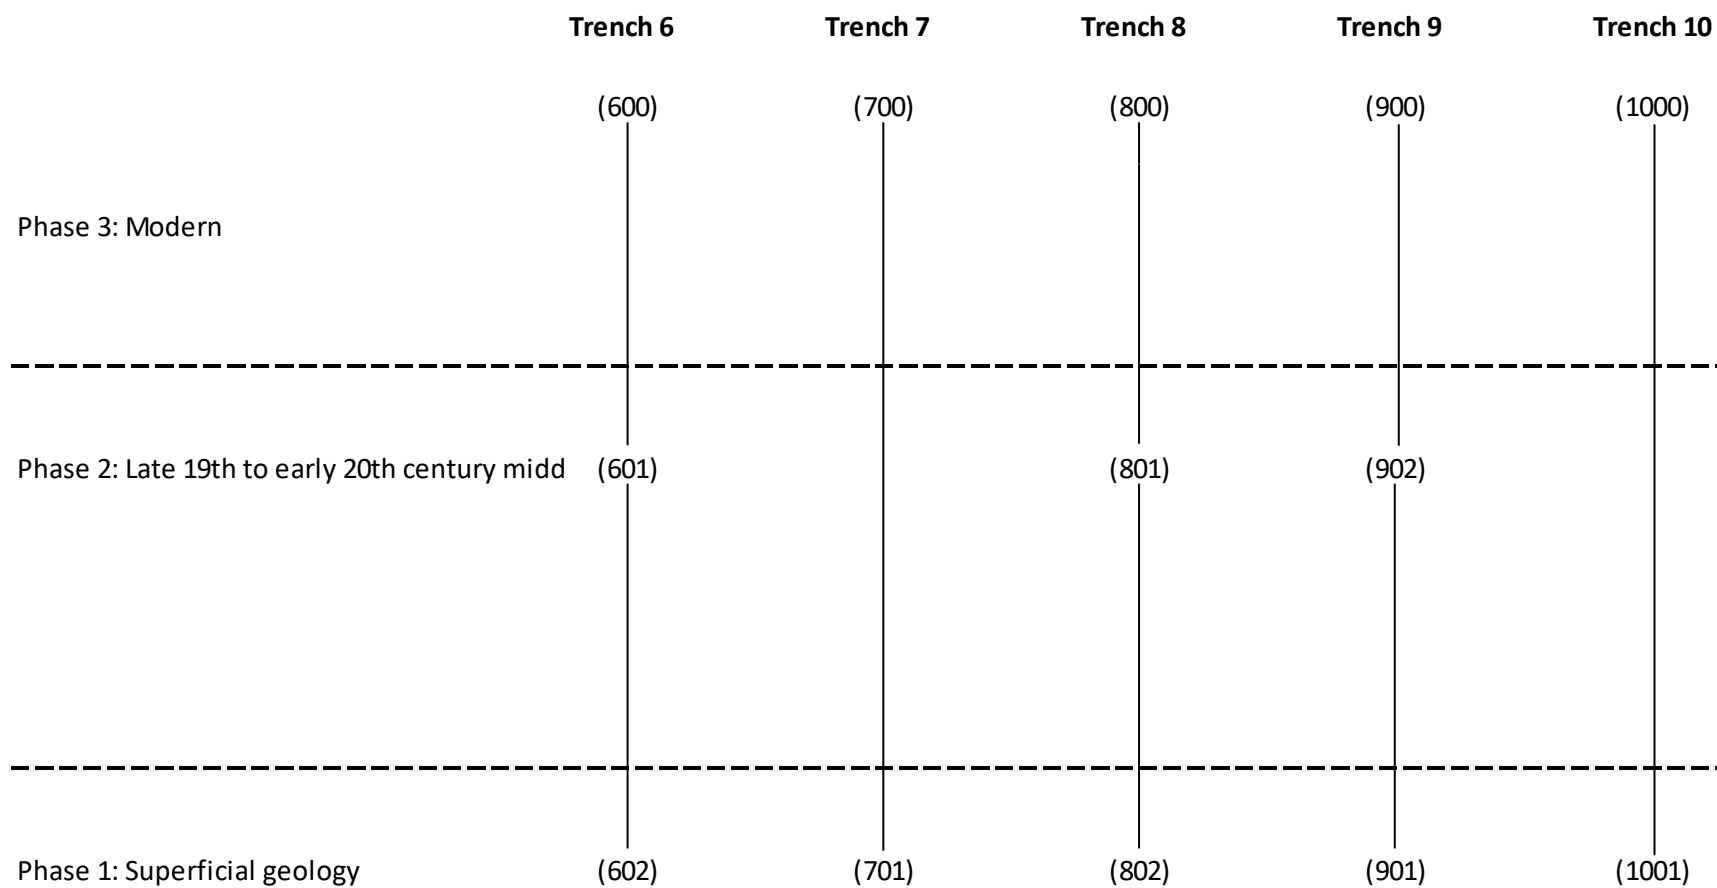 Trench 6 Trench 7 Trench 8 Trench 9 Trench 10
(600) (700) (800) (900) (1000)
Phase 3: Modern
Phase 2: Late 19th to early 20th century midd (601) (801) (902)
Phase 1: Superficial geology (602) (701) (802) (901) (1001)